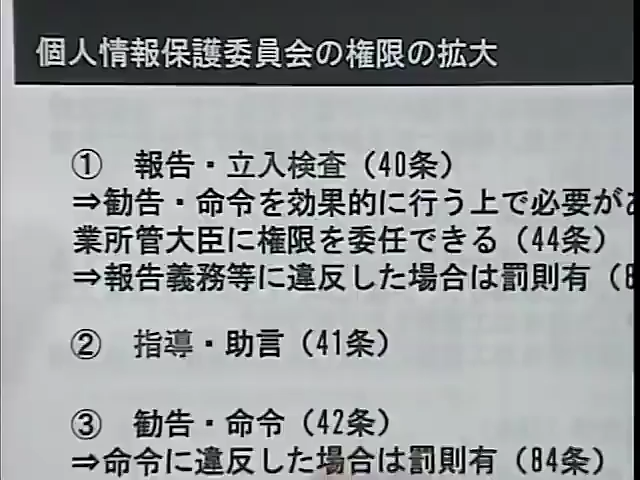 個人情報保護委員会の権限の拡大
① 報告・立入検査（40条）
⇒勧告・命令を効果的に行う上で必要が
業所管大臣に権限を委任できる（44条）
⇒報告義務等に違反した場合は罰則有（
② 指導・助言（41条）
③ 勧告・命令（42条）
⇒命令に違反した場合は罰則有（84条）